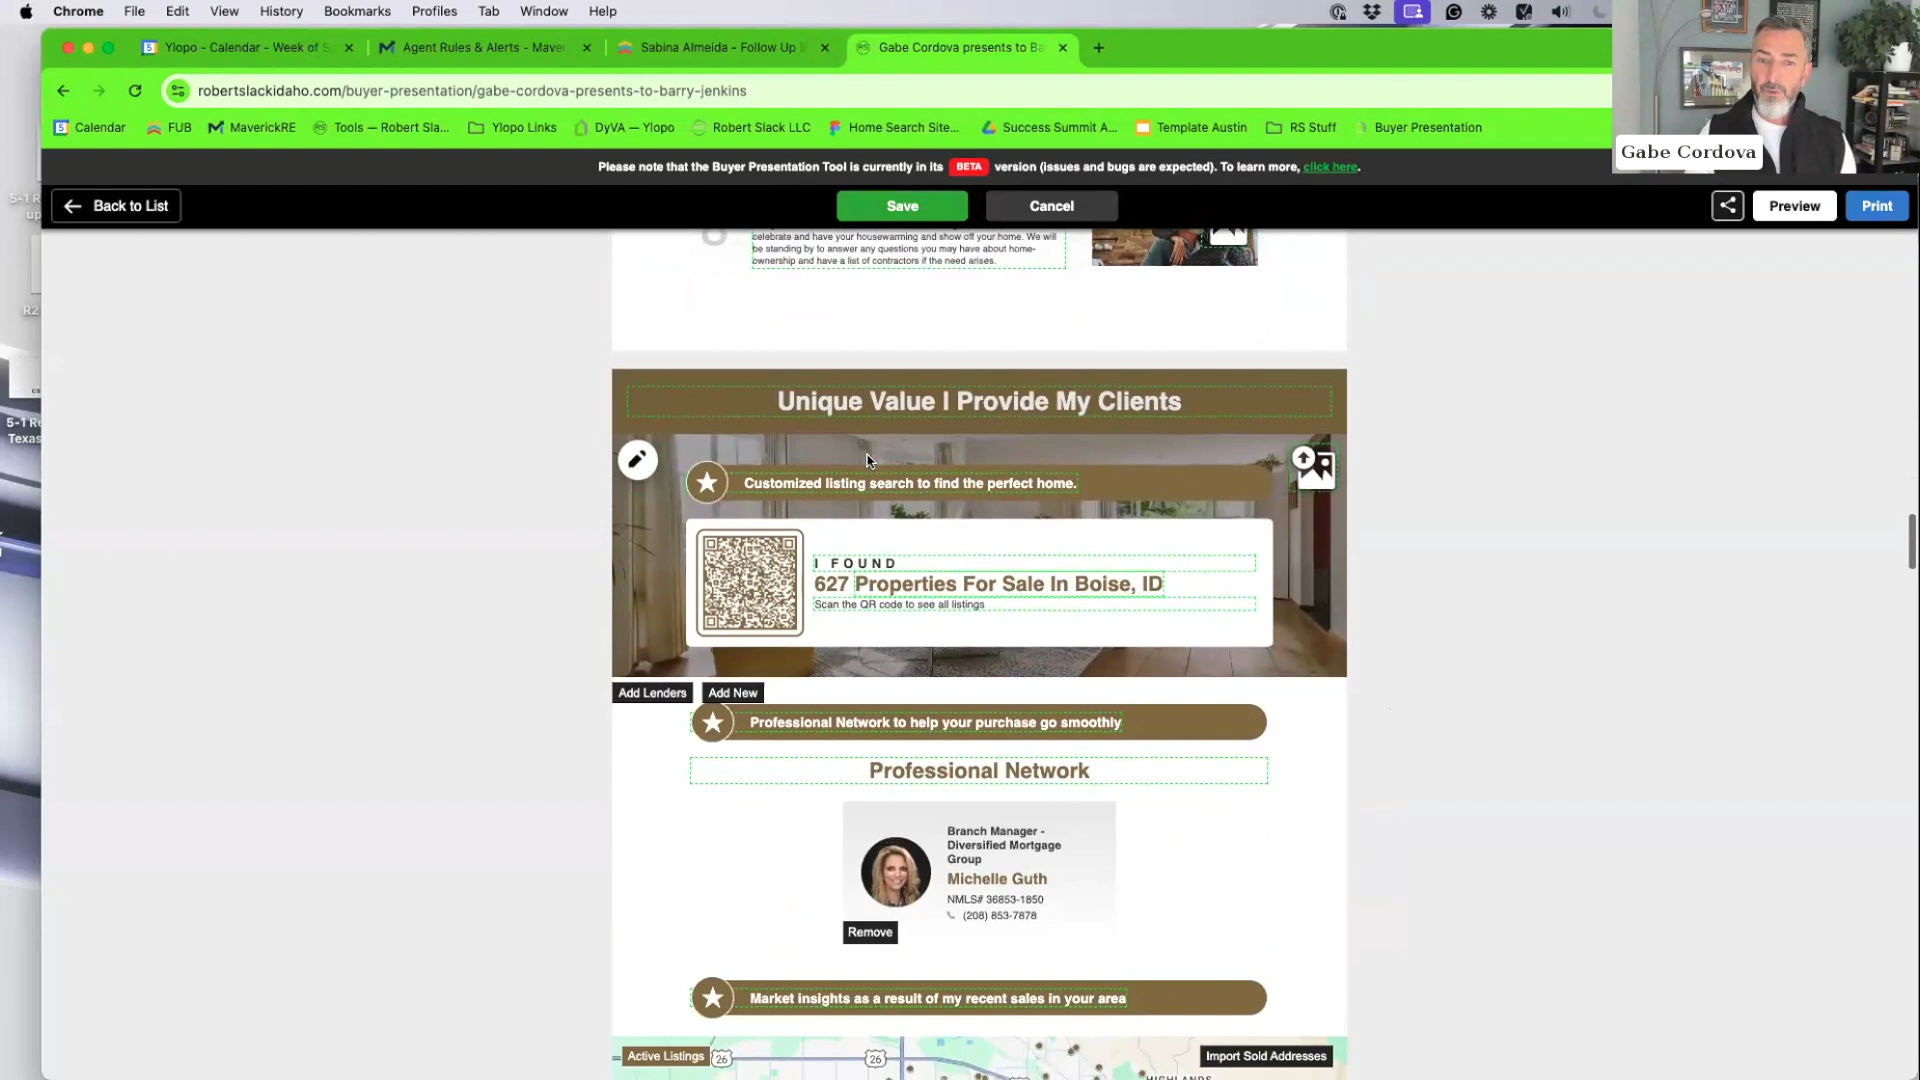 Chrome File Edit View History Bookmarks Profiles Tab Window Help
Ylopo - Calendar - Week of S
Agent Rules & Alerts - Mave
Sabina Almeida - Follow Up
Gabe Cordova presents to Ba
robertslackidaho.com/buyer-presentation/gabe-cordova-presents-to-barry-jenkins
Calendar FUB MaverickRE Tools — Robert Sla... Ylopo Links DyVA — Ylopo Robert Slack LLC Home Search Site... Success Summit A... Template Austin RS Stuff Buyer Presentation
Gabe Cordova
Please note that the Buyer Presentation Tool is currently in its BETA version (issues and bugs are expected). To learn more, click here.
Back to List Save Cancel Preview Print
celebrate and have your housewarming and show off your home. We will
be standing by to answer any questions you may have about home-
ownership and have a list of contractors if the need arises.
Unique Value I Provide My Clients
Customized listing search to find the perfect home.
I FOUND
627 Properties For Sale In Boise, ID
Scan the QR code to see all listings
Add Lenders Add New
Professional Network to help your purchase go smoothly
Professional Network
Branch Manager -
Diversified Mortgage
Group
Michelle Guth
NMLS# 36853-1850
(208) 853-7878
Remove
Market insights as a result of my recent sales in your area
Active Listings 26 26 Import Sold Addresses